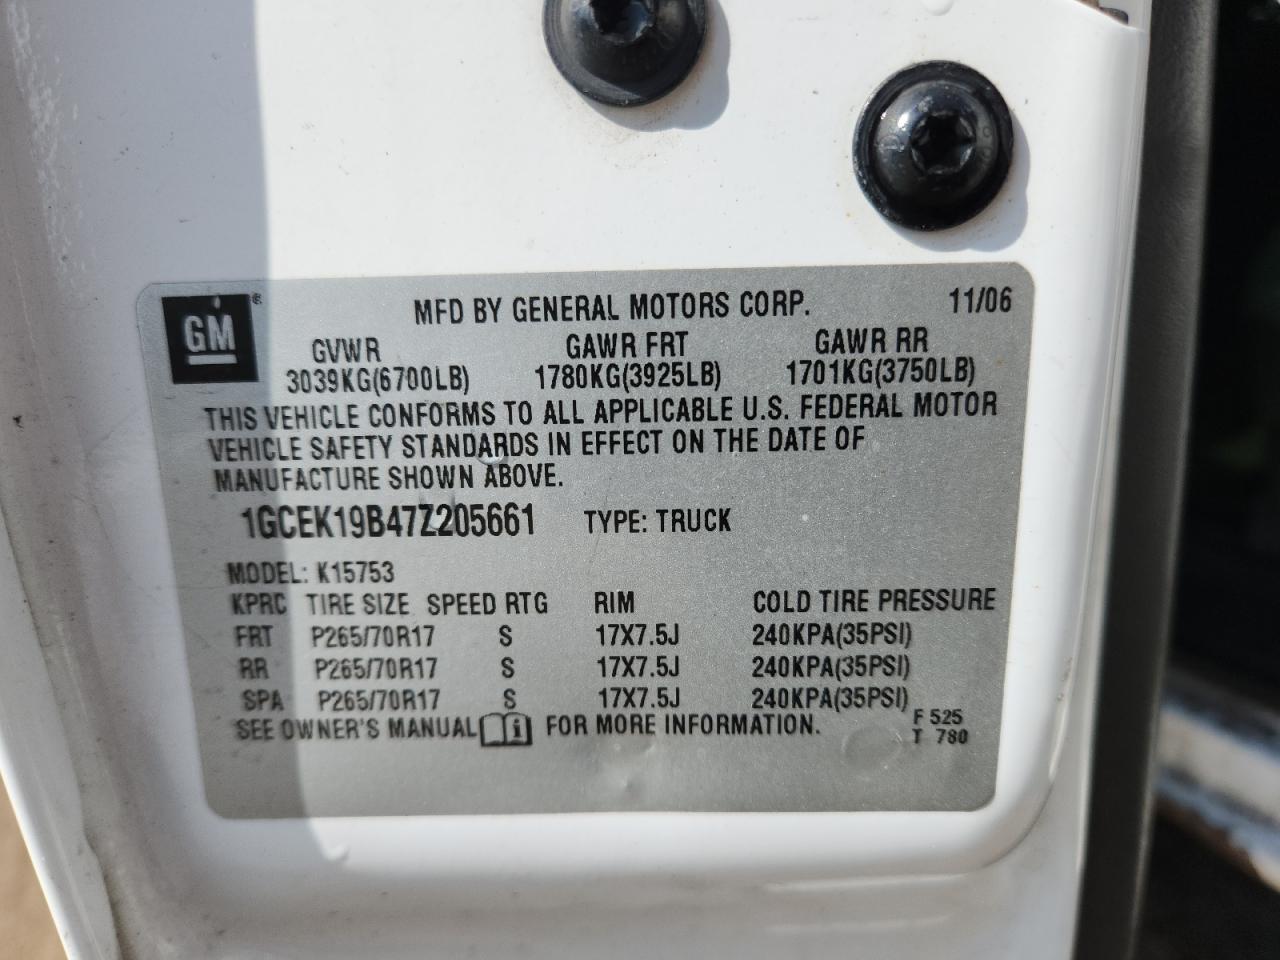 GM® MFD BY GENERAL MOTORS CORP. 11/06
GVWR GAWR FRT GAWR RR
3039KG(6700LB) 1780KG(3925LB) 1701KG(3750LB)
THIS VEHICLE CONFORMS TO ALL APPLICABLE U.S. FEDERAL MOTOR
VEHICLE SAFETY STANDARDS IN EFFECT ON THE DATE OF
MANUFACTURE SHOWN ABOVE.
1GCEK19B47Z205661 TYPE: TRUCK
MODEL: K15753
KPRC TIRE SIZE SPEED RTG RIM COLD TIRE PRESSURE
FRT P265/70R17 S 17X7.5J 240KPA(35PSI)
RR P265/70R17 S 17X7.5J 240KPA(35PSI)
SPA P265/70R17 S 17X7.5J 240KPA(35PSI)
SEE OWNER'S MANUAL i FOR MORE INFORMATION. F 525
T 780